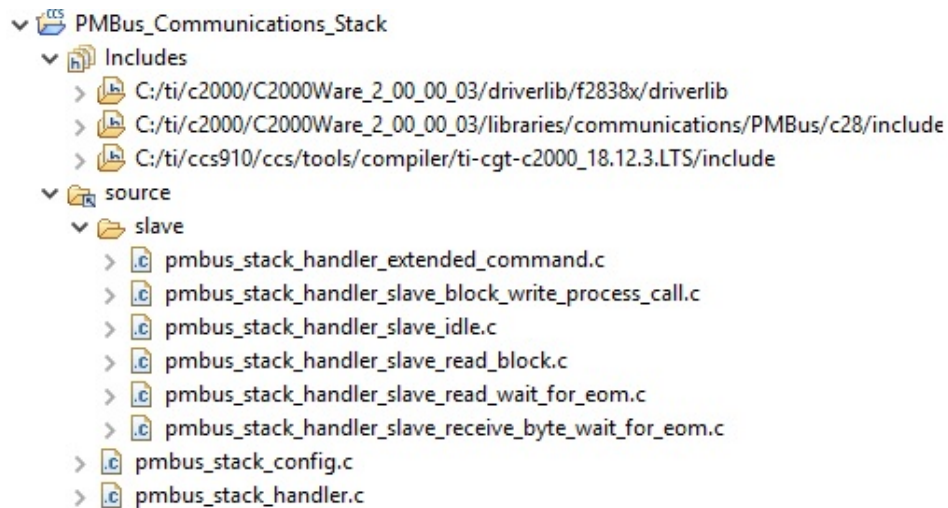 PMBus_Communications_Stack
Includes
C:/ti/c2000/C2000Ware_2_00_00_03/driverlib/f2838x/driverlib
C:/ti/c2000/C2000Ware_2_00_00_03/libraries/communications/PMBus/c28/include
C:/ti/ccs910/ccs/tools/compiler/ti-cgt-c2000_18.12.3.LTS/include
source
slave
pmbus_stack_handler_extended_command.c
pmbus_stack_handler_slave_block_write_process_call.c
pmbus_stack_handler_slave_idle.c
pmbus_stack_handler_slave_read_block.c
pmbus_stack_handler_slave_read_wait_for_eom.c
pmbus_stack_handler_slave_receive_byte_wait_for_eom.c
pmbus_stack_config.c
pmbus_stack_handler.c